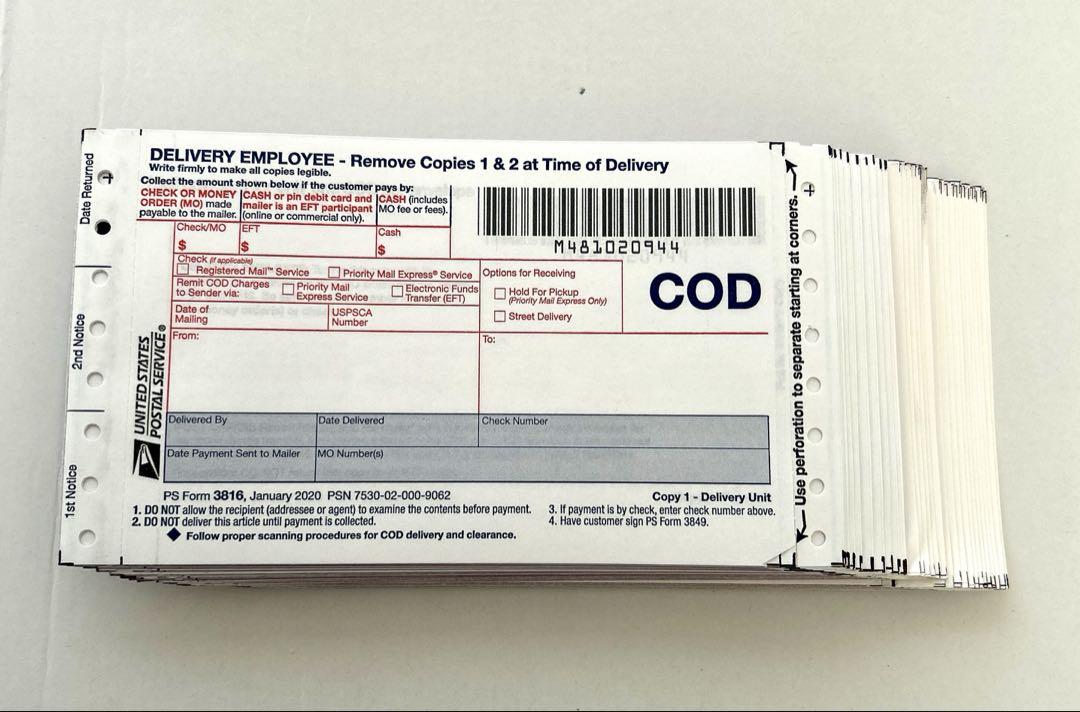 DELIVERY EMPLOYEE - Remove Copies 1 & 2 at Time of Delivery
Write firmly to make all copies legible.
Collect the amount shown below if the customer pays by:
CHECK OR MONEY ORDER (MO) made payable to the mailer.
CASH or pin debit card and mailer is an EFT participant (online or commercial only).
CASH (includes MO fee or fees).
Check/MO
$
EFT
$
Cash
$
M481020944
COD
Check (if applicable)
Registered Mail™ Service
Priority Mail Express® Service
Remit COD Charges to Sender via:
Priority Mail Express Service
Electronic Funds Transfer (EFT)
Options for Receiving
Hold For Pickup
(Priority Mail Express Only)
Street Delivery
Date of Mailing
USPSCA Number
From:
To:
Delivered By
Date Delivered
Check Number
Date Payment Sent to Mailer
MO Number(s)
PS Form 3816, January 2020 PSN 7530-02-000-9062
Copy 1 - Delivery Unit
1. DO NOT allow the recipient (addressee or agent) to examine the contents before payment.
2. DO NOT deliver this article until payment is collected.
3. If payment is by check, enter check number above.
4. Have customer sign PS Form 3849.
Follow proper scanning procedures for COD delivery and clearance.
UNITED STATES
POSTAL SERVICE®
Date Returned
2nd Notice
1st Notice
Use perforation to separate starting at corners.